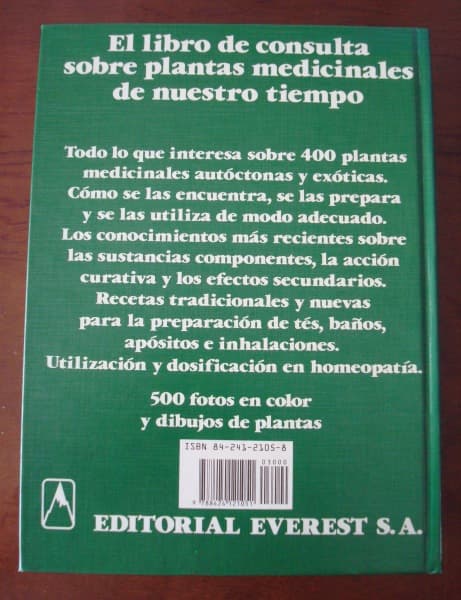 El libro de consulta
sobre plantas medicinales
de nuestro tiempo
Todo lo que interesa sobre 400 plantas
medicinales autóctonas y exóticas.
Cómo se las encuentra, se las prepara
y se las utiliza de modo adecuado.
Los conocimientos más recientes sobre
las sustancias componentes, la acción
curativa y los efectos secundarios.
Recetas tradicionales y nuevas
para la preparación de tés, baños,
apósitos e inhalaciones.
Utilización y dosificación en homeopatía.
500 fotos en color
y dibujos de plantas
ISBN 84-241-2105-8
03000
EDITORIAL EVEREST S.A.